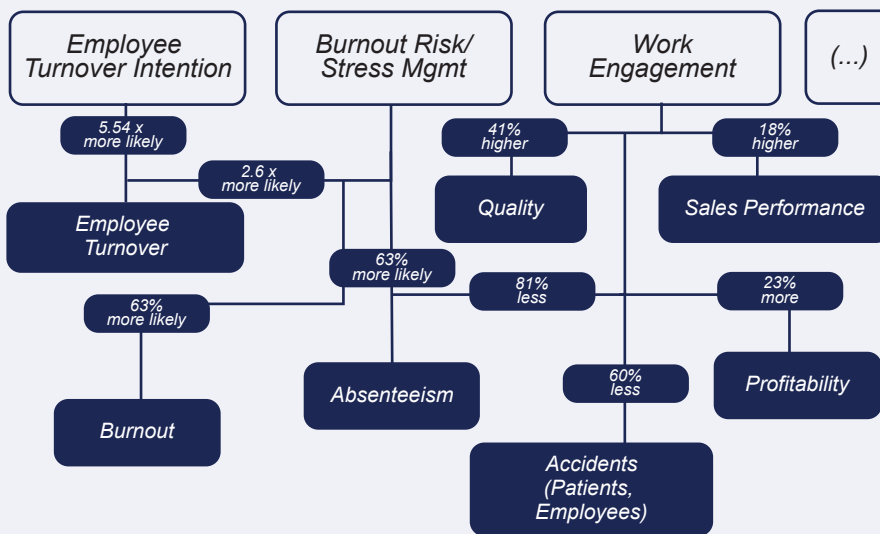 Employee
Turnover Intention
Burnout Risk/
Stress Mgmt
Work
Engagement
(...)
5.54 x
more likely
41%
higher
18%
higher
2.6 x
more likely
Quality
Sales Performance
Employee
Turnover
63%
more likely
81%
less
23%
more
63%
more likely
60%
less
Absenteeism
Profitability
Burnout
Accidents
(Patients,
Employees)